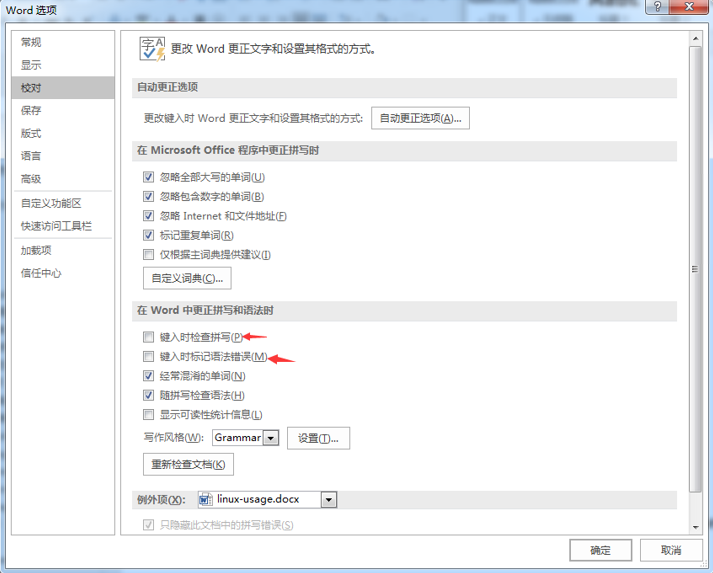 Word 选项
常规
显示
校对
保存
版式
语言
高级
自定义功能区
快速访问工具栏
加载项
信任中心
更改 Word 更正文字和设置其格式的方式。
自动更正选项
更改键入时 Word 更正文字和设置其格式的方式: 自动更正选项(A)...
在 Microsoft Office 程序中更正拼写时
忽略全部大写的单词(U)
忽略包含数字的单词(B)
忽略 Internet 和文件地址(F)
标记重复单词(R)
仅根据主词典提供建议(I)
自定义词典(C)...
在 Word 中更正拼写和语法时
键入时检查拼写(P)
键入时标记语法错误(M)
经常混淆的单词(N)
随拼写检查语法(H)
显示可读性统计信息(L)
写作风格(W): Grammar 设置(T)...
重新检查文档(K)
例外项(X): linux-usage.docx
只隐藏此文档中的拼写错误(S)
确定 取消